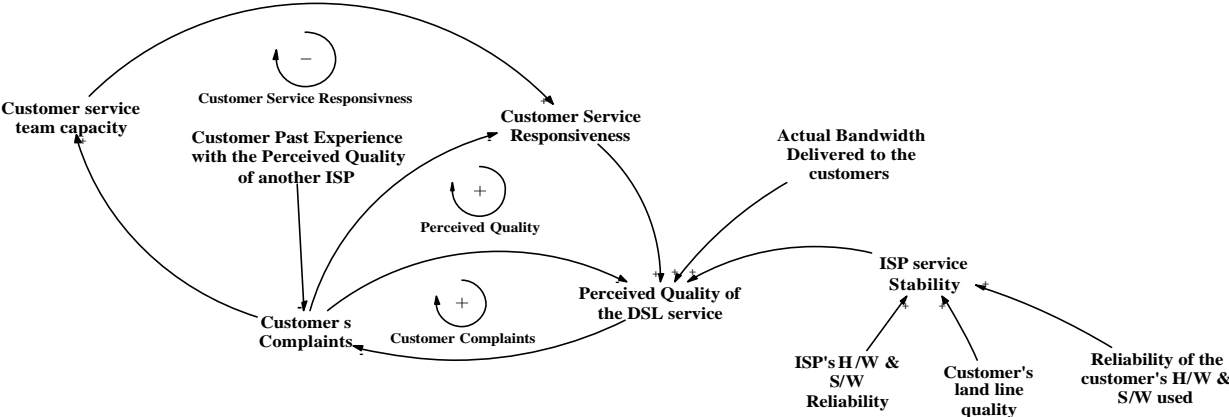 Customer service
team capacity
−
Customer Service Responsivness
Customer Past Experience
with the Perceived Quality
of another ISP
Customer Service
Responsiveness
Actual Bandwidth
Delivered to the
customers
+
Perceived Quality
ISP service
Stability
Perceived Quality of
the DSL service
+
Customer Complaints
Customer s
Complaints
ISP's H/W &
S/W
Reliability
Customer's
land line
quality
Reliability of the
customer's H/W &
S/W used